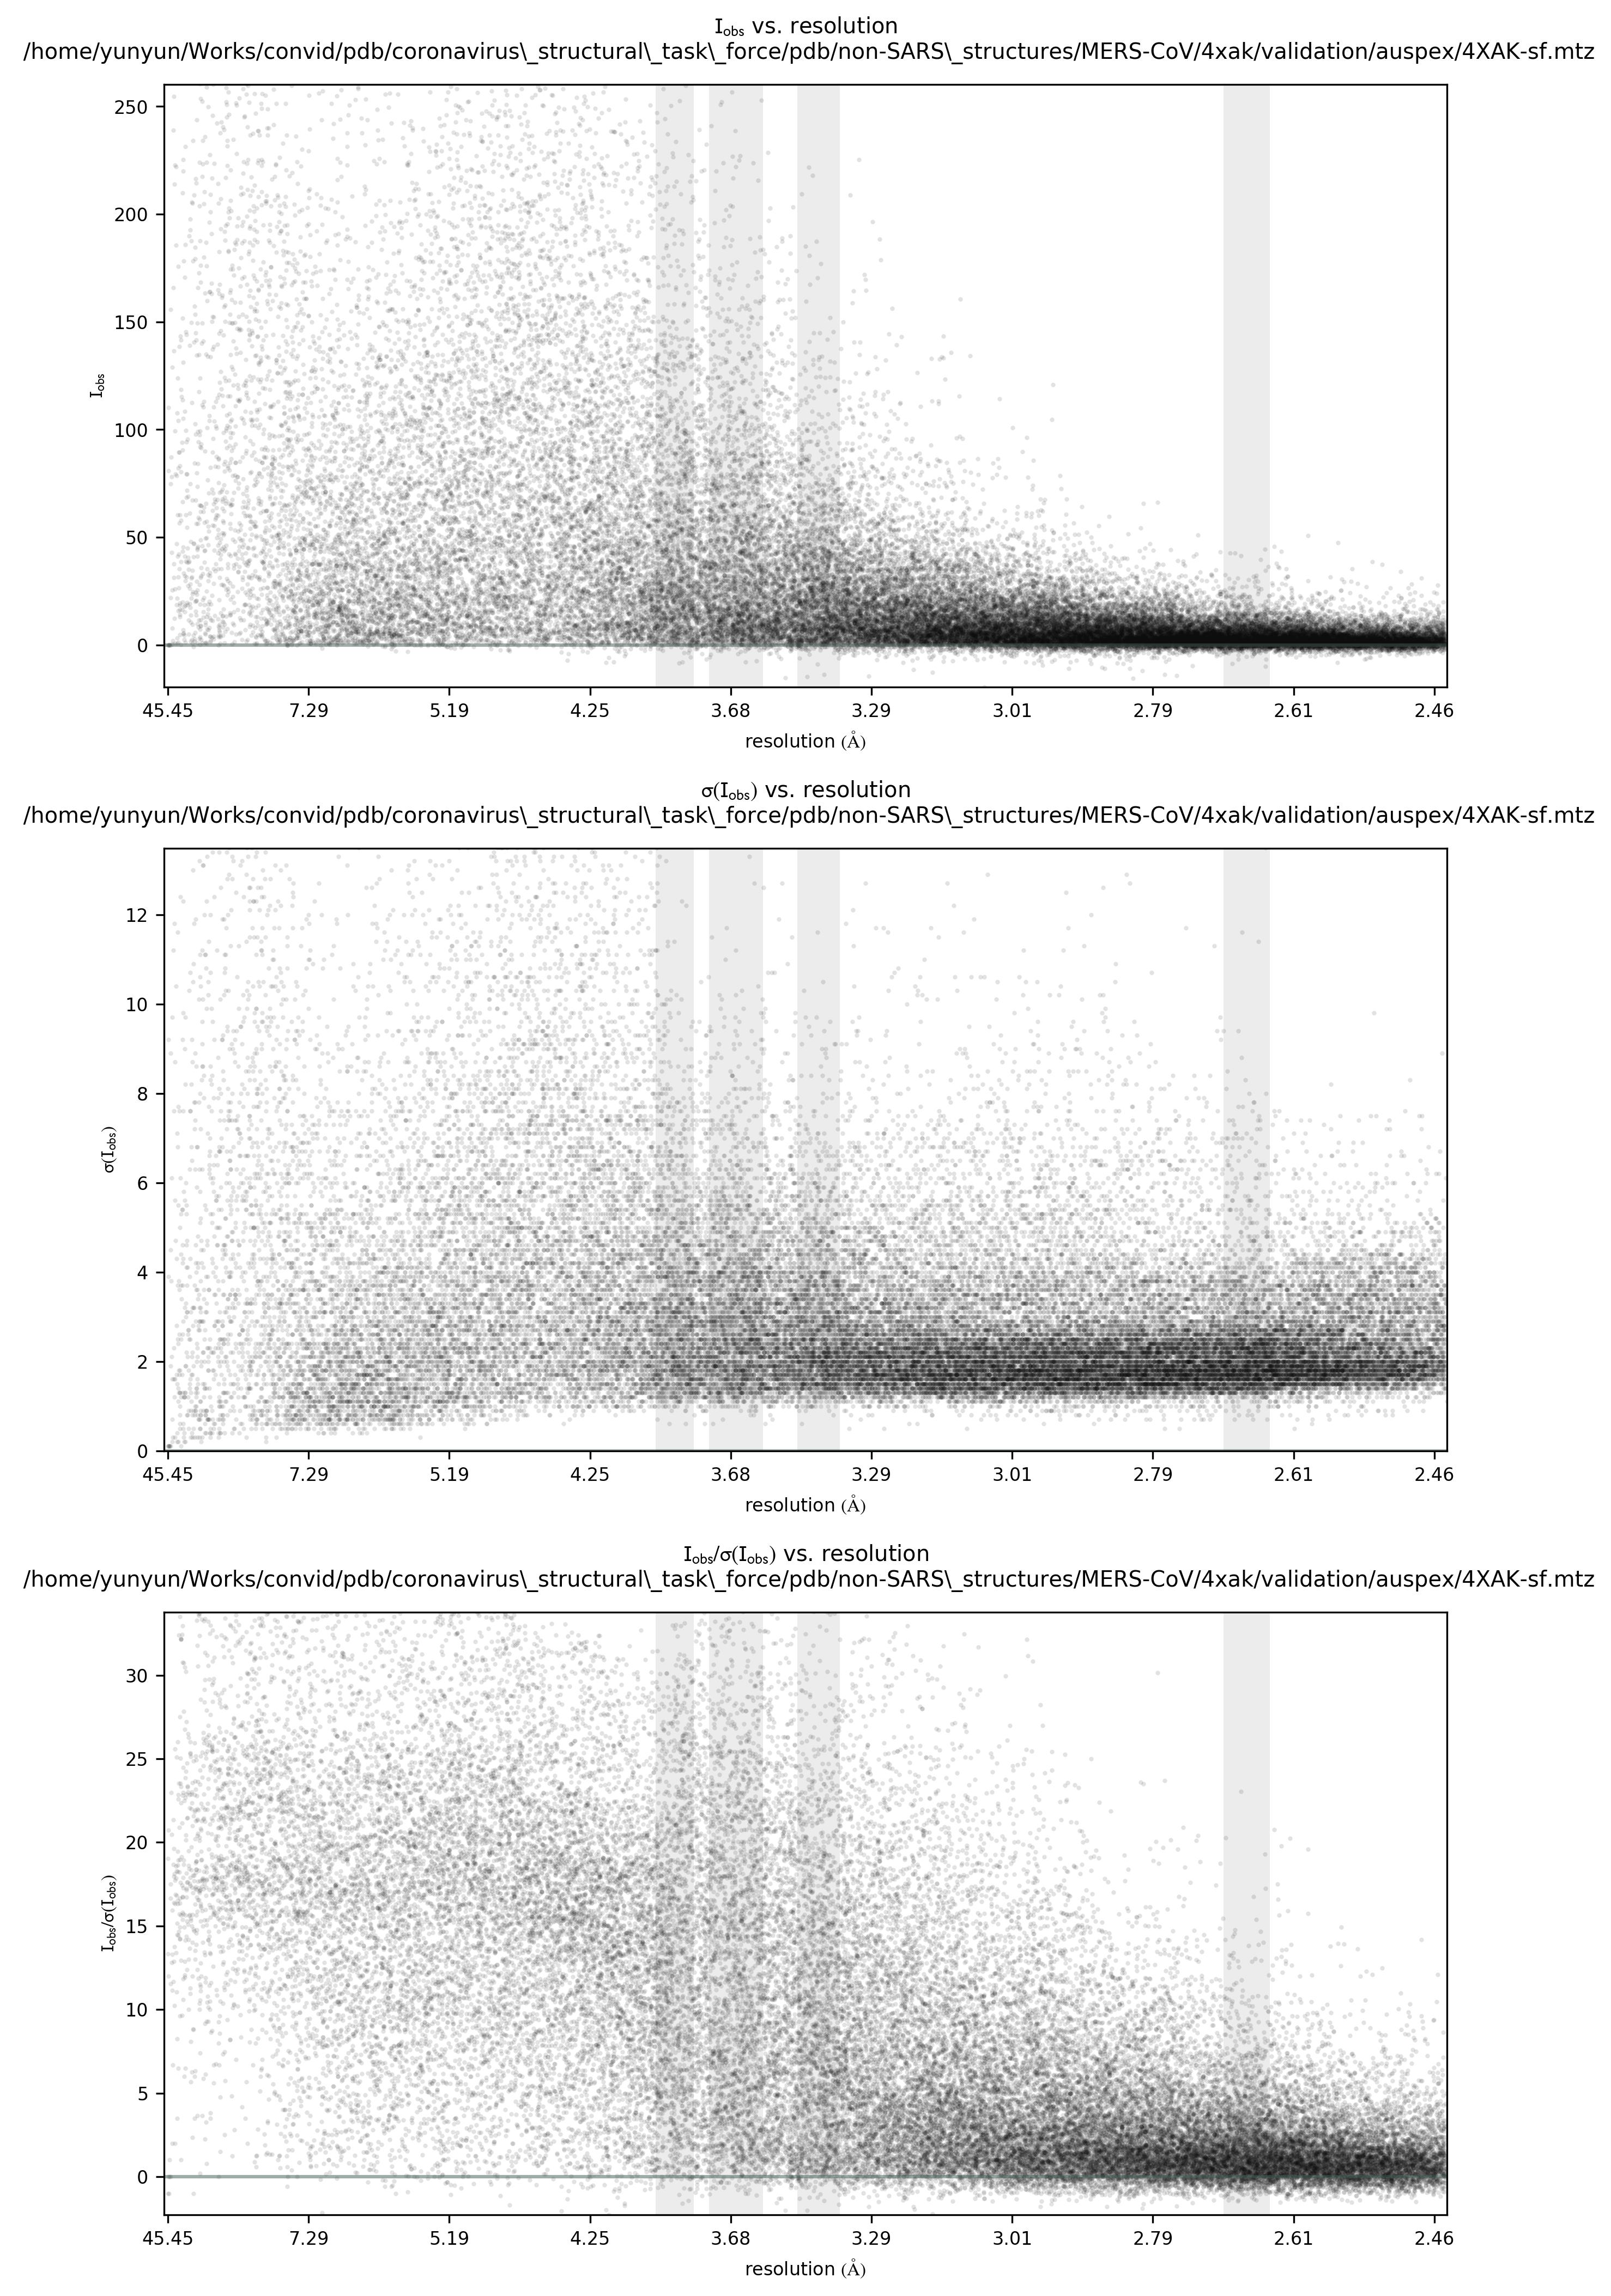 Iobs vs. resolution
/home/yunyun/Works/convid/pdb/coronavirus\_structural\_task\_force/pdb/non-SARS\_structures/MERS-CoV/4xak/validation/auspex/4XAK-sf.mtz
250
200
150
100
50
0
Iobs
45.45 7.29 5.19 4.25 3.68 3.29 3.01 2.79 2.61 2.46
resolution (Å)
σ(Iobs) vs. resolution
/home/yunyun/Works/convid/pdb/coronavirus\_structural\_task\_force/pdb/non-SARS\_structures/MERS-CoV/4xak/validation/auspex/4XAK-sf.mtz
12
10
8
6
4
2
0
σ(Iobs)
45.45 7.29 5.19 4.25 3.68 3.29 3.01 2.79 2.61 2.46
resolution (Å)
Iobs/σ(Iobs) vs. resolution
/home/yunyun/Works/convid/pdb/coronavirus\_structural\_task\_force/pdb/non-SARS\_structures/MERS-CoV/4xak/validation/auspex/4XAK-sf.mtz
30
25
20
15
10
5
0
Iobs/σ(Iobs)
45.45 7.29 5.19 4.25 3.68 3.29 3.01 2.79 2.61 2.46
resolution (Å)